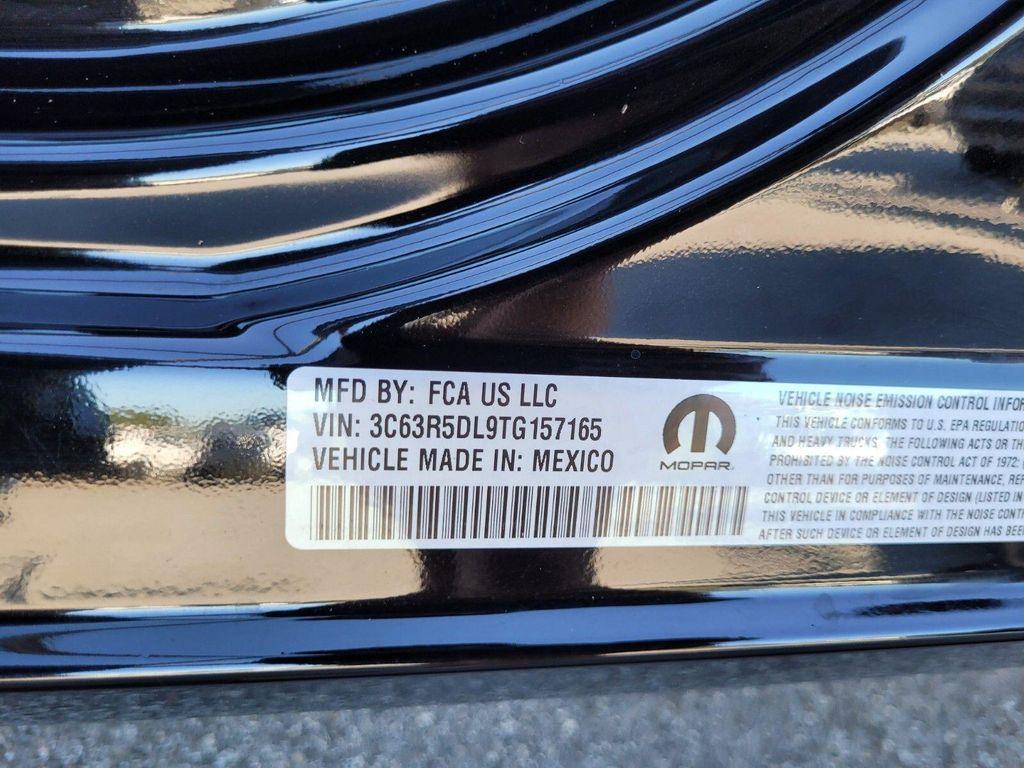 MFD BY: FCA US LLC
VIN: 3C63R5DL9TG157165
VEHICLE MADE IN: MEXICO
MOPAR
VEHICLE NOISE EMISSION CONTROL INFOR
THIS VEHICLE CONFORMS TO U.S. EPA REGULATIO
AND HEAVY TRUCKS. THE FOLLOWING ACTS OR TH
PROHIBITED BY THE NOISE CONTROL ACT OF 1972:
OTHER THAN FOR PURPOSES OF MAINTENANCE, REP
CONTROL DEVICE OR ELEMENT OF DESIGN (LISTED IN
THIS VEHICLE IN COMPLIANCE WITH THE NOISE CONT
AFTER SUCH DEVICE OR ELEMENT OF DESIGN HAS BEE